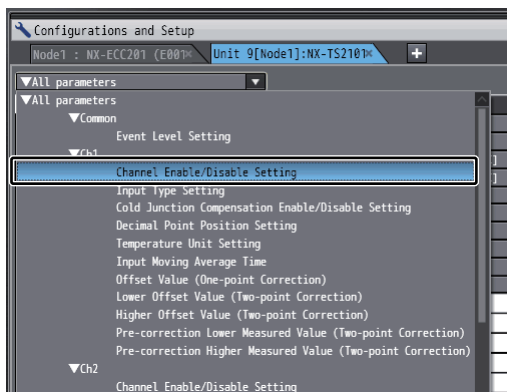 Configurations and Setup
Node1 : NX-ECC201 (E001× Unit 9[Node1]:NX-TS2101× +
▼All parameters ▼
▼All parameters
▼Common
Event Level Setting
▼Ch1
Channel Enable/Disable Setting
Input Type Setting
Cold Junction Compensation Enable/Disable Setting
Decimal Point Position Setting
Temperature Unit Setting
Input Moving Average Time
Offset Value (One-point Correction)
Lower Offset Value (Two-point Correction)
Higher Offset Value (Two-point Correction)
Pre-correction Lower Measured Value (Two-point Correction)
Pre-correction Higher Measured Value (Two-point Correction)
▼Ch2
Channel Enable/Disable Setting